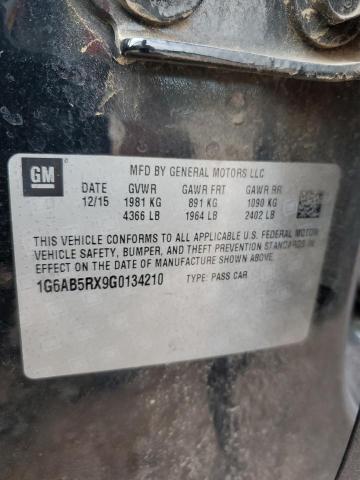 GM
MFD BY GENERAL MOTORS LLC
DATE GVWR GAWR FRT GAWR RR
12/15 1981 KG 891 KG 1090 KG
4366 LB 1964 LB 2402 LB
THIS VEHICLE CONFORMS TO ALL APPLICABLE U.S. FEDERAL MOTOR
VEHICLE SAFETY, BUMPER, AND THEFT PREVENTION STANDARDS IN
EFFECT ON THE DATE OF MANUFACTURE SHOWN ABOVE.
1G6AB5RX9G0134210 TYPE: PASS CAR